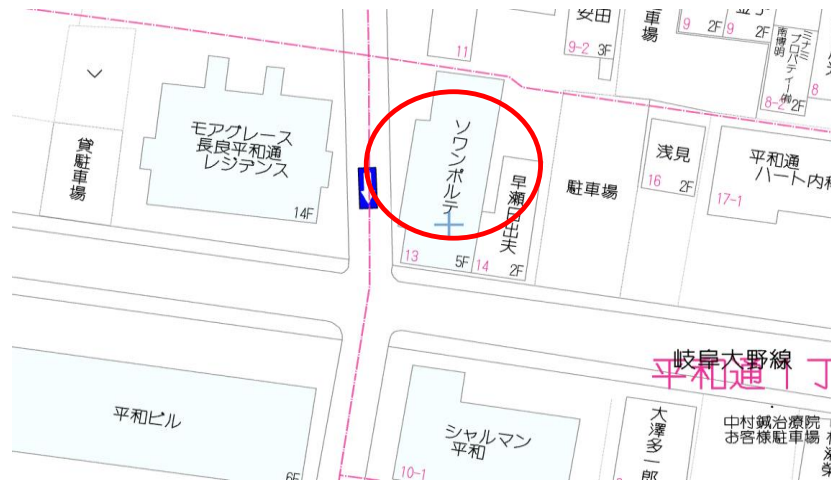 安田
9-2 3F
11
車
場
9 2F
9 2F
ミナミ
プロパティー㈱
南博明
8-2 2F
8
モアグレース
長良平和通
レジデンス
14F
貸駐車場
ソワンポルテ
13 5F
早瀬日出夫
14 2F
駐車場
浅見
16 2F
平和通
ハート内科
17-1
岐阜大野線
平和通1丁
平和ビル
6F
シャルマン
平和
10-1
大澤多一郎
中村鍼治療院
お客様駐車場